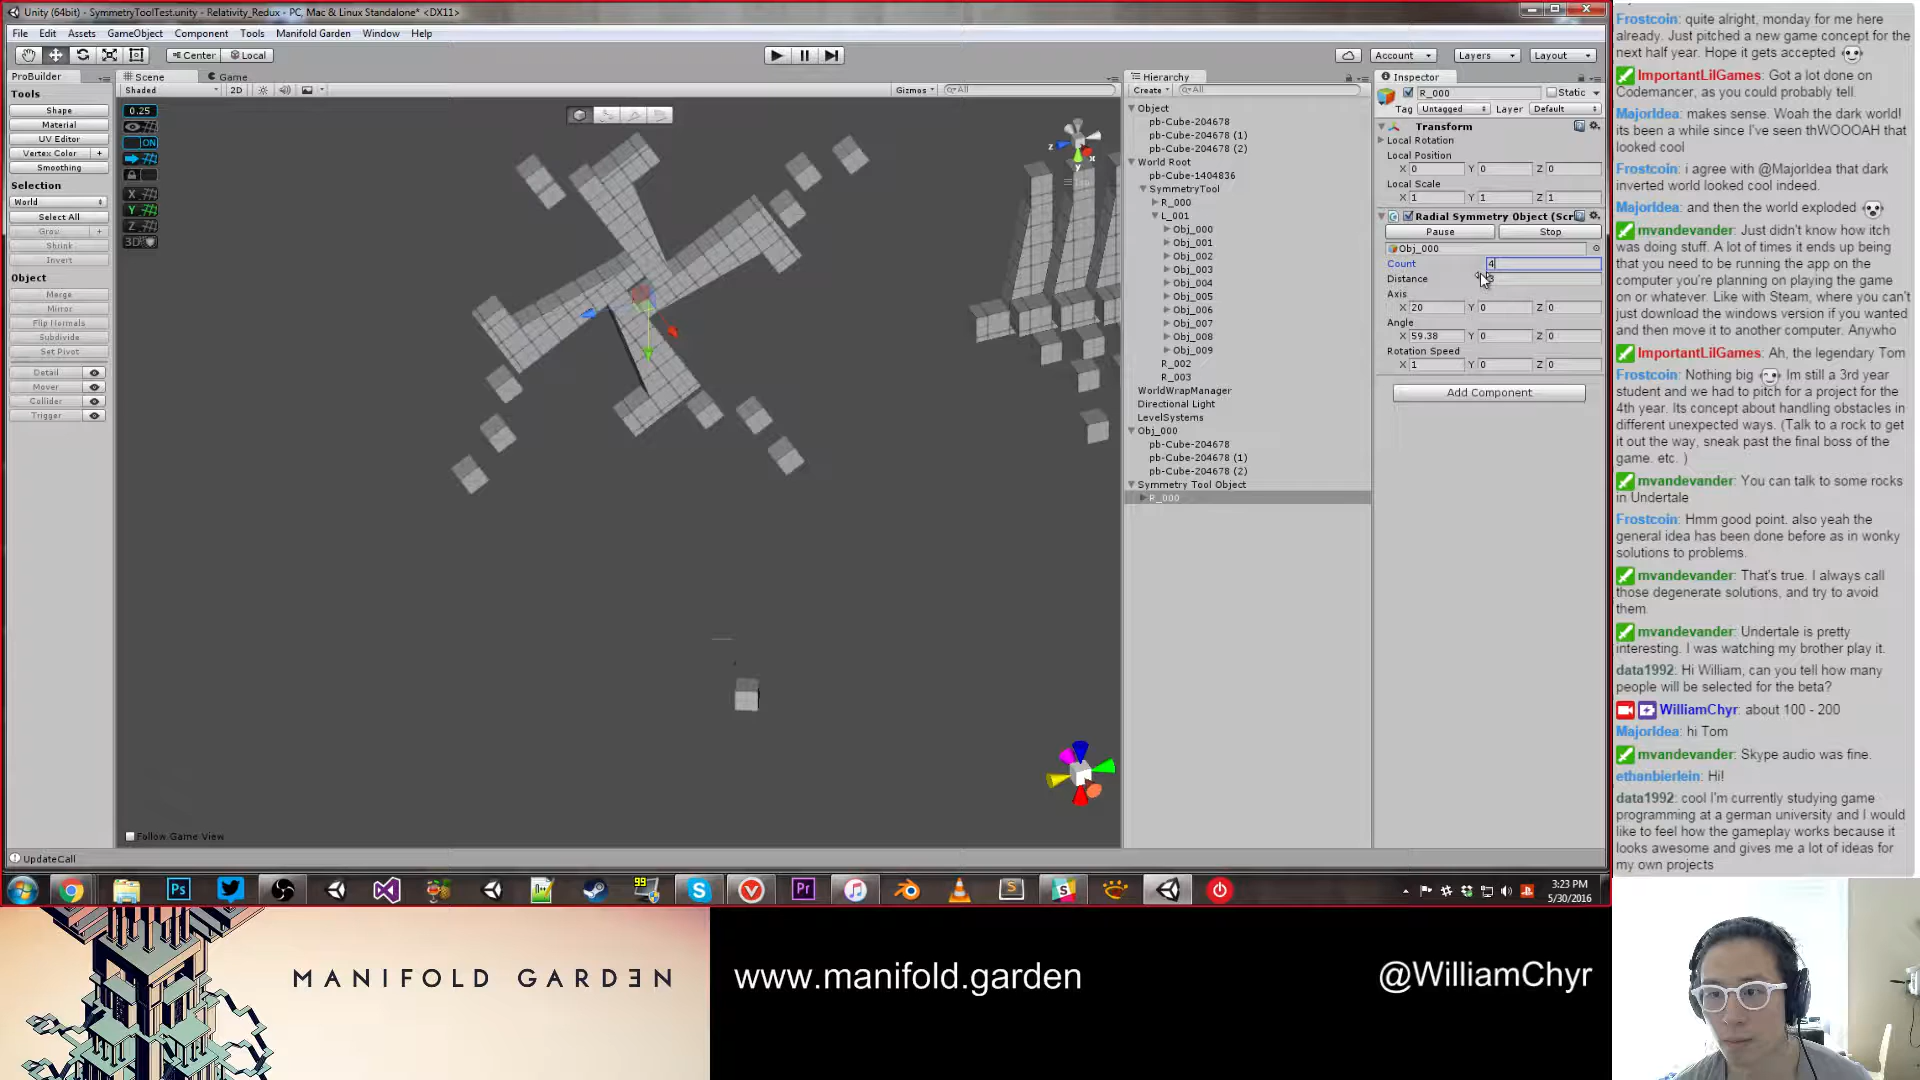 Unity (64bit) - SymmetryToolTest.unity - Relativity_Redux - PC, Mac & Linux Standalone* <DX11>
File Edit Assets GameObject Component Tools Manifold Garden Window Help
Center Local
Account Layers Layout
ProBuilder
Tools
Shape
Material
UV Editor
Vertex Color +
Smoothing
Selection
World
Select All
Grow +
Shrink
Invert
Object
Merge
Mirror
Flip Normals
Subdivide
Set Pivot
Detail
Mover
Collider
Trigger
Scene Game
Shaded 2D Gizmos All
0.25
ON
X
Y
Z
3D
z x
y
Follow Game View
UpdateCall
Hierarchy
Create All
Object
pb-Cube-204678
pb-Cube-204678 (1)
pb-Cube-204678 (2)
World Root
pb-Cube-1404836
SymmetryTool
R_000
L_001
Obj_000
Obj_001
Obj_002
Obj_003
Obj_004
Obj_005
Obj_006
Obj_007
Obj_008
Obj_009
R_002
R_003
WorldWrapManager
Directional Light
LevelSystems
Obj_000
pb-Cube-204678
pb-Cube-204678 (1)
pb-Cube-204678 (2)
Symmetry Tool Object
R_000
Inspector
R_000 Static
Tag Untagged Layer Default
Transform
Local Rotation
Local Position
X 0 Y 0 Z 0
Local Scale
X 1 Y 1 Z 1
Radial Symmetry Object (Scr
Pause Stop
Obj_000
Count 4
Distance
Axis
X 20 Y 0 Z 0
Angle
X 59.38 Y 0 Z 0
Rotation Speed
X 1 Y 0 Z 0
Add Component
Frostcoin: quite alright, monday for me here
already. Just pitched a new game concept for the
next half year. Hope it gets accepted
ImportantLilGames: Got a lot done on
Codemancer, as you could probably tell.
MajorIdea: makes sense. Woah the dark world!
its been a while since I've seen thWOOOAH that
looked cool
Frostcoin: i agree with @MajorIdea that dark
inverted world looked cool indeed.
MajorIdea: and then the world exploded
mvandevander: Just didn't know how itch
was doing stuff. A lot of times it ends up being
that you need to be running the app on the
computer you're planning on playing the game
on or whatever. Like with Steam, where you can't
just download the windows version if you wanted
and then move it to another computer. Anywho
ImportantLilGames: Ah, the legendary Tom
Frostcoin: Nothing big Im still a 3rd year
student and we had to pitch for a project for the
4th year. Its concept about handling obstacles in
different unexpected ways. (Talk to a rock to get
it out the way, sneak past the final boss of the
game. etc. )
mvandevander: You can talk to some rocks
in Undertale
Frostcoin: Hmm good point. also yeah the
general idea has been done before as in wonky
solutions to problems.
mvandevander: That's true. I always call
those degenerate solutions, and try to avoid
them.
mvandevander: Undertale is pretty
interesting. I was watching my brother play it.
data1992: Hi William, can you tell how many
people will be selected for the beta?
WilliamChyr: about 100 - 200
MajorIdea: hi Tom
mvandevander: Skype audio was fine.
ethanbierlein: Hi!
data1992: cool I'm currently studying game
programming at a german university and I would
like to feel how the gameplay works because it
looks awesome and gives me a lot of ideas for
my own projects
Ps 99 Pr
3:23 PM
5/30/2016
MANIFOLD GARDƎN
www.manifold.garden
@WilliamChyr